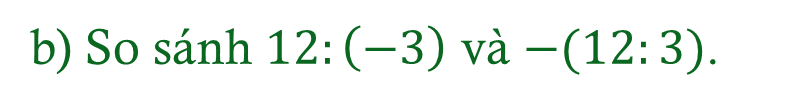 b) So sánh 12: (−3) và −(12: 3).